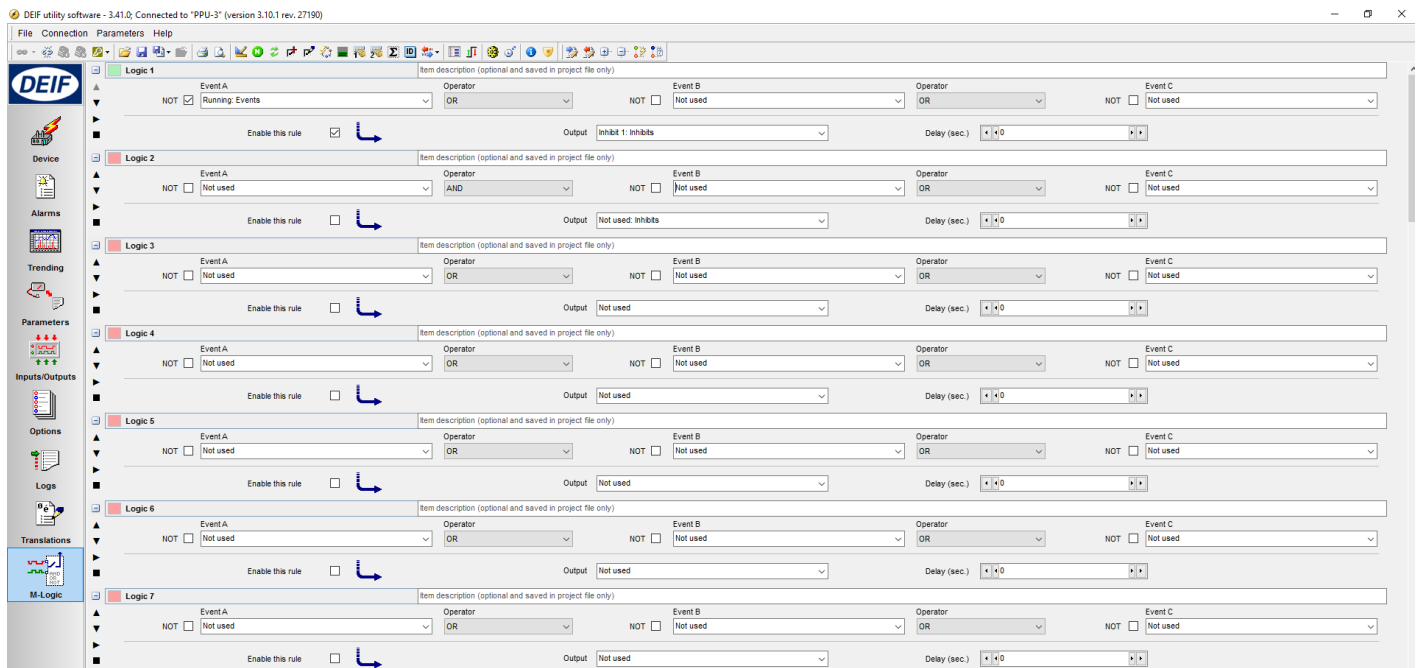 DEIF utility software - 3.41.0; Connected to "PPU-3" (version 3.10.1 rev. 27190)
File Connection Parameters Help
DEIF
Device
Alarms
Trending
Parameters
Inputs/Outputs
Options
Logs
Translations
M-Logic
Logic 1 Item description (optional and saved in project file only)
Event A Operator Event B Operator Event C
NOT Running: Events OR NOT Not used OR NOT Not used
Enable this rule Output Inhibit 1: Inhibits Delay (sec.) 0
Logic 2 Item description (optional and saved in project file only)
Event A Operator Event B Operator Event C
NOT Not used AND NOT Not used OR NOT Not used
Enable this rule Output Not used: Inhibits Delay (sec.) 0
Logic 3 Item description (optional and saved in project file only)
Event A Operator Event B Operator Event C
NOT Not used OR NOT Not used OR NOT Not used
Enable this rule Output Not used Delay (sec.) 0
Logic 4 Item description (optional and saved in project file only)
Event A Operator Event B Operator Event C
NOT Not used OR NOT Not used OR NOT Not used
Enable this rule Output Not used Delay (sec.) 0
Logic 5 Item description (optional and saved in project file only)
Event A Operator Event B Operator Event C
NOT Not used OR NOT Not used OR NOT Not used
Enable this rule Output Not used Delay (sec.) 0
Logic 6 Item description (optional and saved in project file only)
Event A Operator Event B Operator Event C
NOT Not used OR NOT Not used OR NOT Not used
Enable this rule Output Not used Delay (sec.) 0
Logic 7 Item description (optional and saved in project file only)
Event A Operator Event B Operator Event C
NOT Not used OR NOT Not used OR NOT Not used
Enable this rule Output Not used Delay (sec.) 0